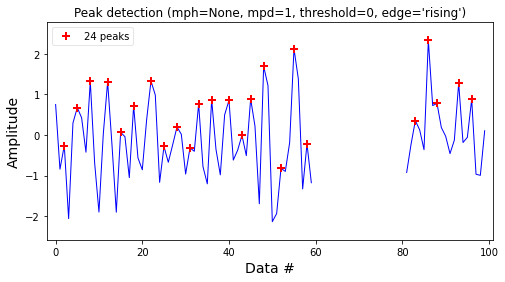 Peak detection (mph=None, mpd=1, threshold=0, edge='rising')
24 peaks
Amplitude
2
1
0
−1
−2
0 20 40 60 80 100
Data #